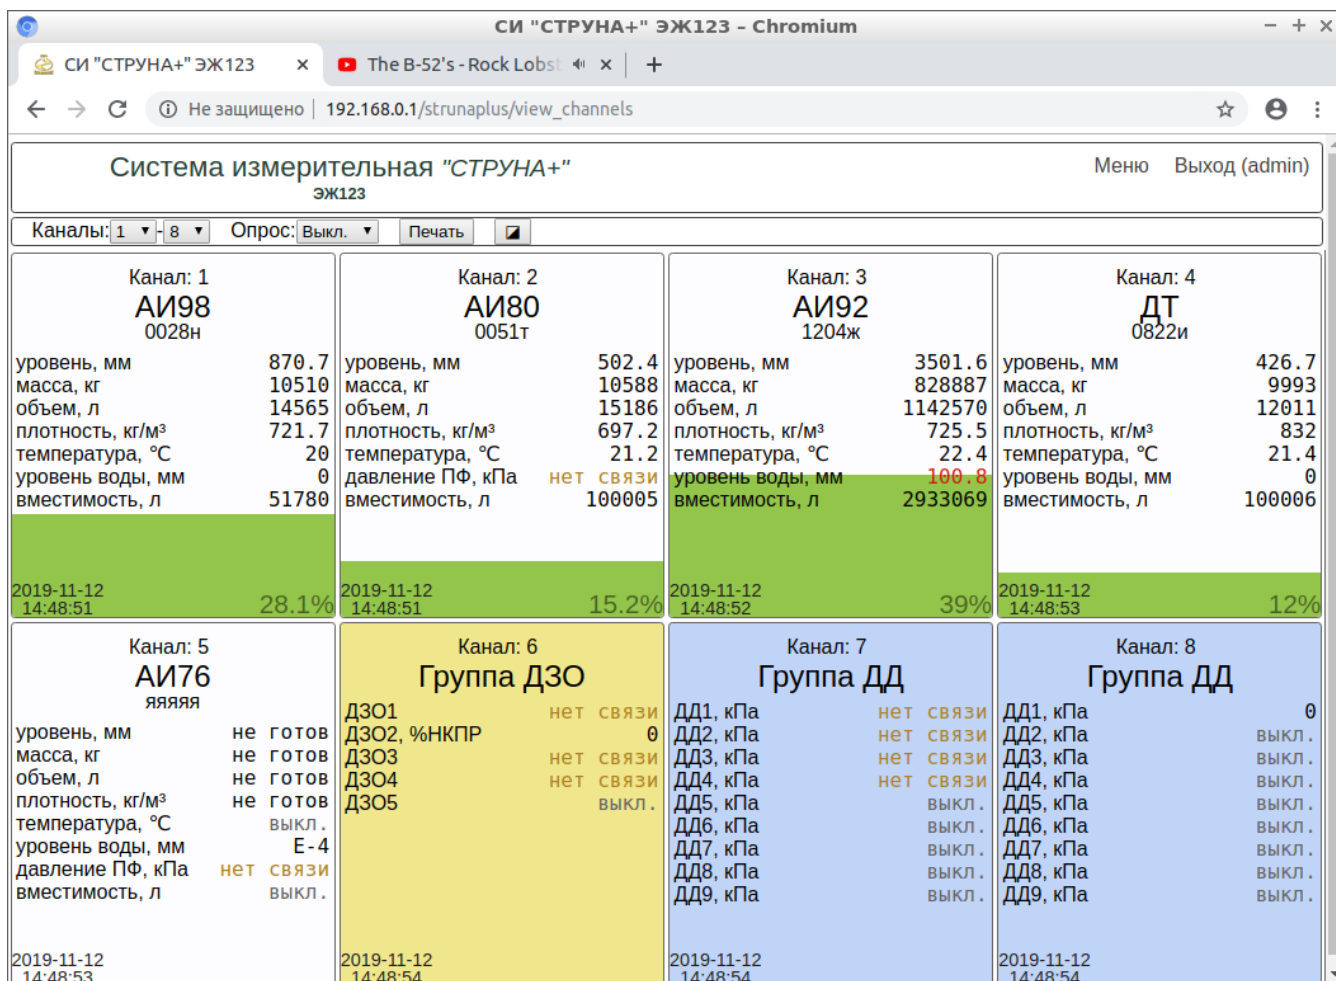 СИ "СТРУНА+" ЭЖ123 – Chromium
СИ "СТРУНА+" ЭЖ123
The B-52's - Rock Lobst
Не защищено
192.168.0.1/strunaplus/view_channels
Система измерительная "СТРУНА+"
ЭЖ123
Меню Выход (admin)
Каналы: 1 - 8 Опрос: Выкл. Печать
Канал: 1
АИ98
0028н
уровень, мм 870.7
масса, кг 10510
объем, л 14565
плотность, кг/м³ 721.7
температура, °C 20
уровень воды, мм 0
вместимость, л 51780
2019-11-12
14:48:51 28.1%
Канал: 2
АИ80
0051т
уровень, мм 502.4
масса, кг 10588
объем, л 15186
плотность, кг/м³ 697.2
температура, °C 21.2
давление ПФ, кПа нет связи
вместимость, л 100005
2019-11-12
14:48:51 15.2%
Канал: 3
АИ92
1204ж
уровень, мм 3501.6
масса, кг 828887
объем, л 1142570
плотность, кг/м³ 725.5
температура, °C 22.4
уровень воды, мм 100.8
вместимость, л 2933069
2019-11-12
14:48:52 39%
Канал: 4
ДТ
0822и
уровень, мм 426.7
масса, кг 9993
объем, л 12011
плотность, кг/м³ 832
температура, °C 21.4
уровень воды, мм 0
вместимость, л 100006
2019-11-12
14:48:53 12%
Канал: 5
АИ76
яяяяя
уровень, мм не готов
масса, кг не готов
объем, л не готов
плотность, кг/м³ не готов
температура, °C выкл.
уровень воды, мм E-4
давление ПФ, кПа нет связи
вместимость, л выкл.
2019-11-12
14:48:53
Канал: 6
Группа ДЗО
ДЗО1 нет связи
ДЗО2, %НКПР 0
ДЗО3 нет связи
ДЗО4 нет связи
ДЗО5 выкл.
2019-11-12
14:48:54
Канал: 7
Группа ДД
ДД1, кПа нет связи
ДД2, кПа нет связи
ДД3, кПа нет связи
ДД4, кПа нет связи
ДД5, кПа выкл.
ДД6, кПа выкл.
ДД7, кПа выкл.
ДД8, кПа выкл.
ДД9, кПа выкл.
2019-11-12
14:48:54
Канал: 8
Группа ДД
ДД1, кПа 0
ДД2, кПа выкл.
ДД3, кПа выкл.
ДД4, кПа выкл.
ДД5, кПа выкл.
ДД6, кПа выкл.
ДД7, кПа выкл.
ДД8, кПа выкл.
ДД9, кПа выкл.
2019-11-12
14:48:54